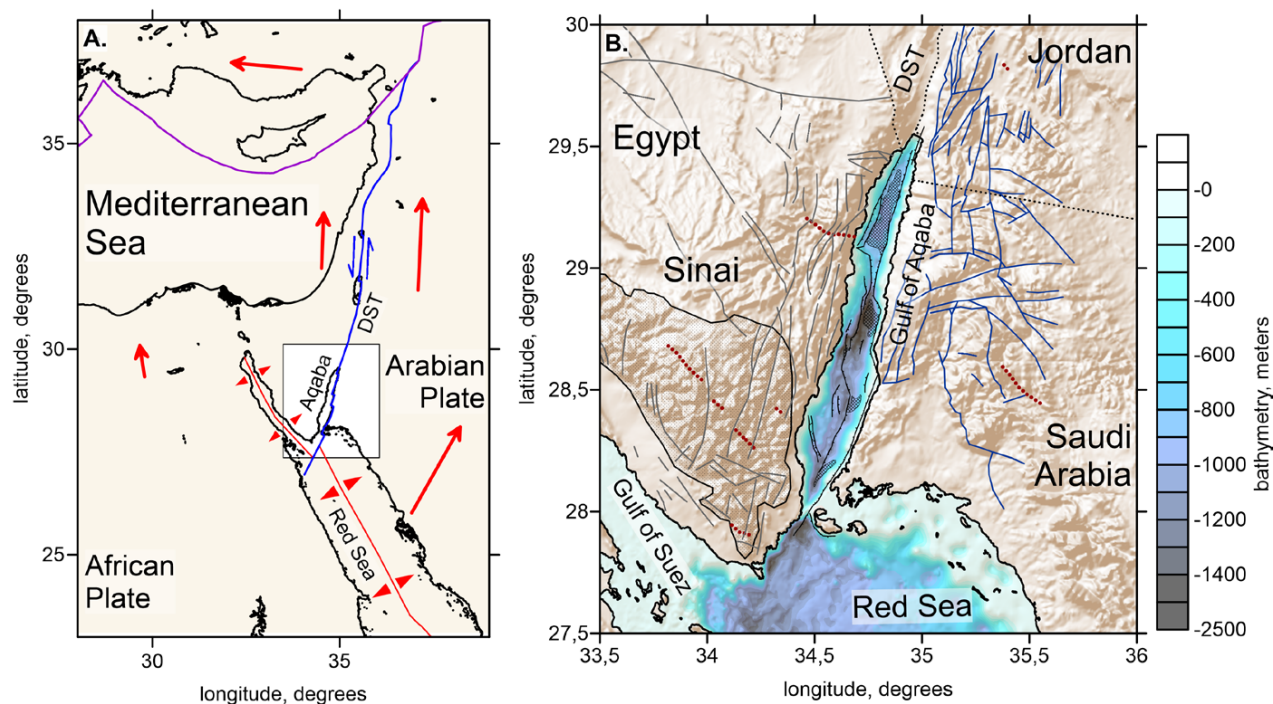 A.
35
30
25
30
35
latitude, degrees
longitude, degrees
Mediterranean
Sea
DST
Aqaba
Arabian
Plate
Red Sea
African
Plate
B.
30
29,5
29
28,5
28
27,5
33,5
34
34,5
35
35,5
36
latitude, degrees
longitude, degrees
DST
Jordan
Egypt
Sinai
Gulf of Aqaba
Saudi
Arabia
Gulf of Suez
Red Sea
-0
-200
-400
-600
-800
-1000
-1200
-1400
-2500
bathymetry, meters